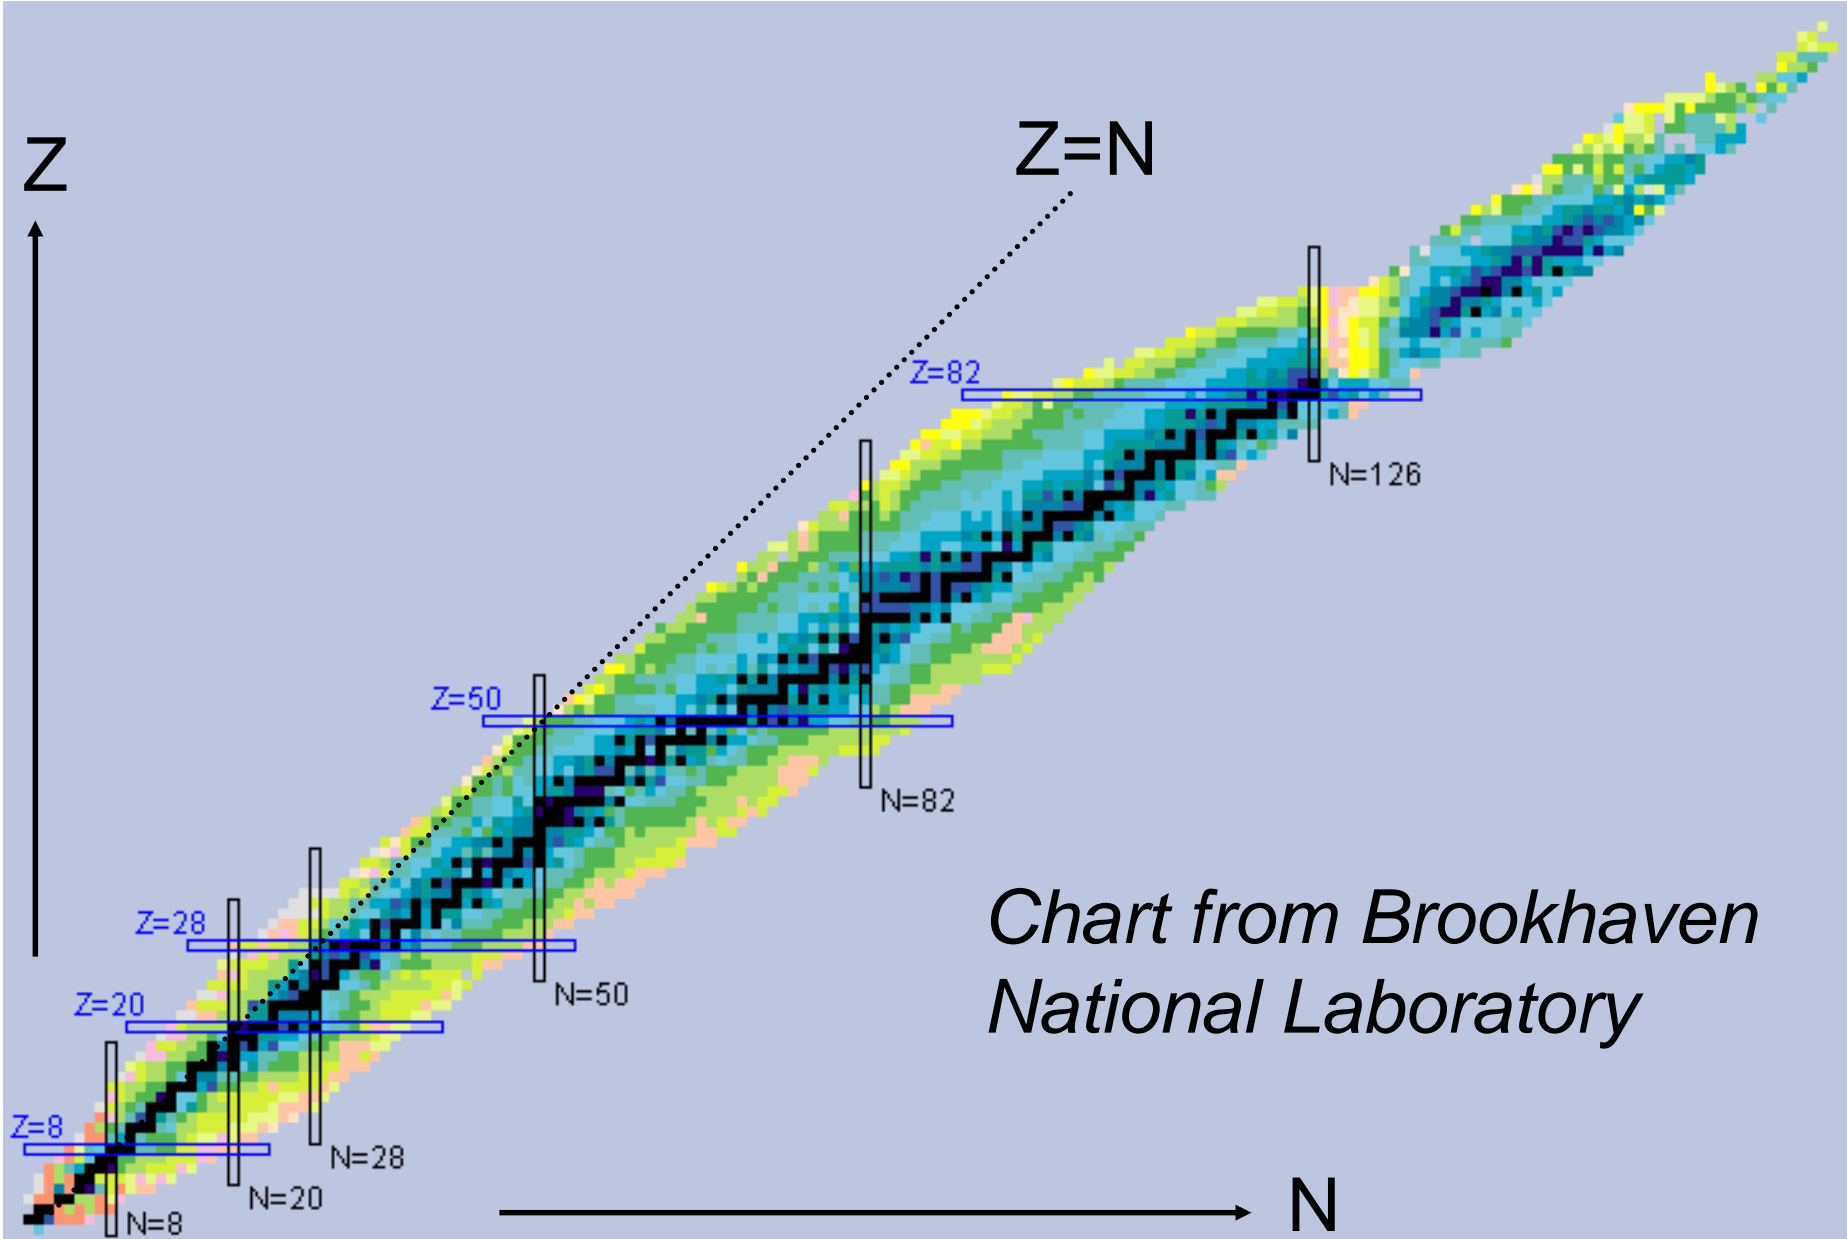 Z
Z=N
Z=82
N=126
Z=50
N=82
Z=28
N=50
Z=20
N=28
Z=8
N=20
N=8
N
Chart from Brookhaven
National Laboratory